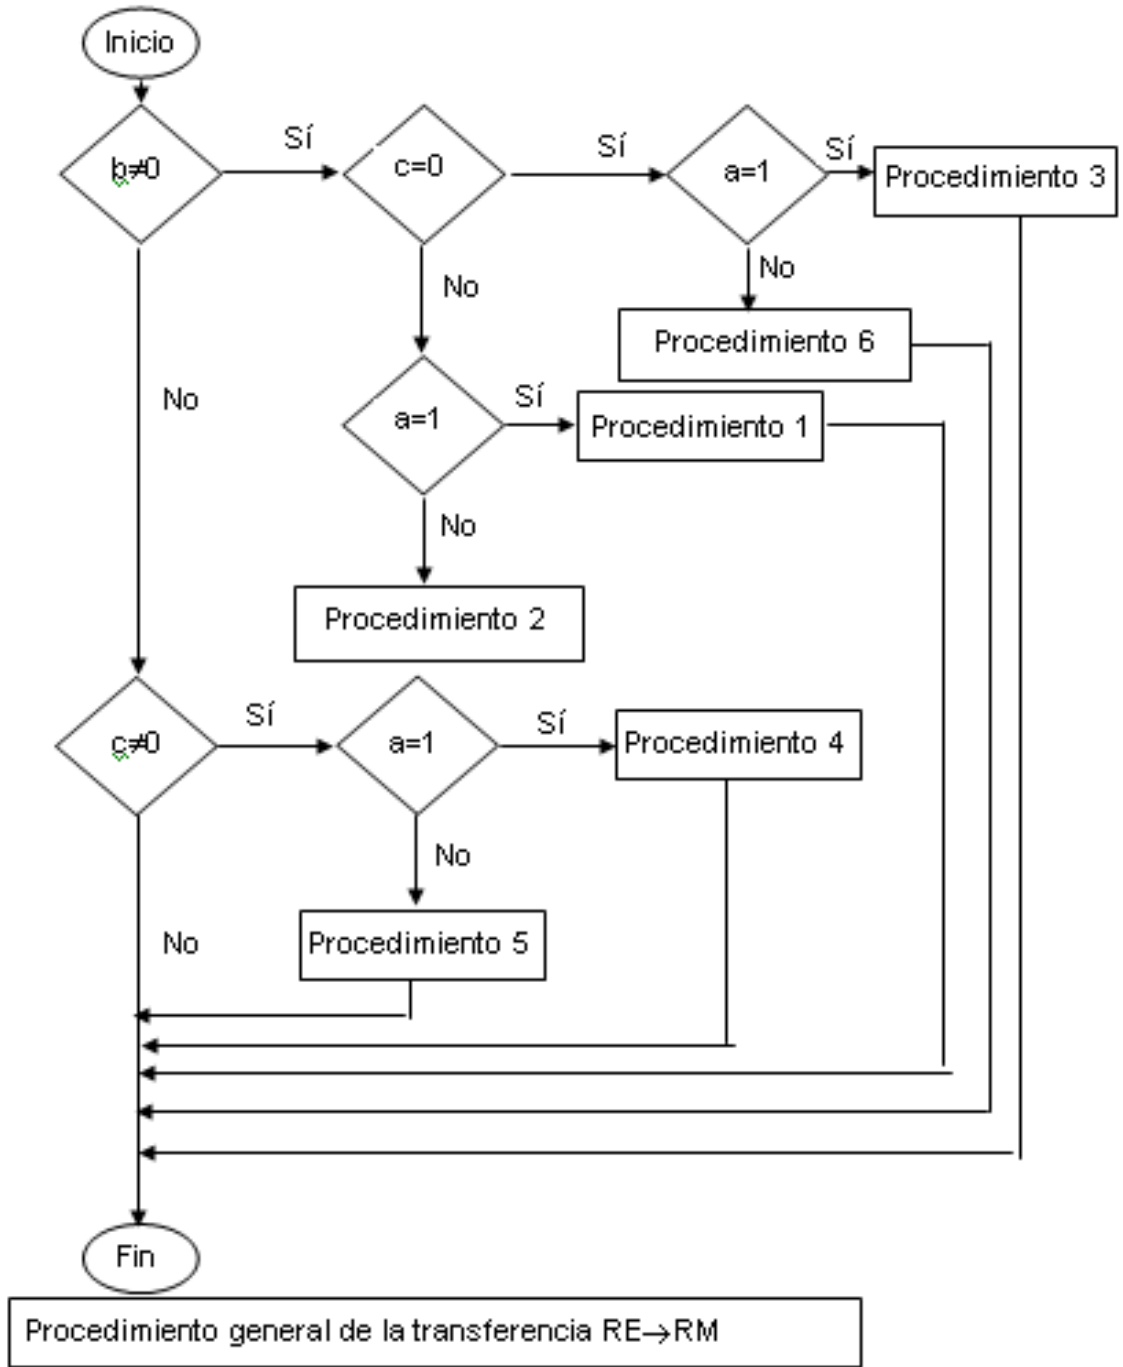 Inicio
b≠0
Sí
c=0
Sí
a=1
Sí
Procedimiento 3
No
No
Procedimiento 6
No
a=1
Sí
Procedimiento 1
No
Procedimiento 2
c≠0
Sí
a=1
Sí
Procedimiento 4
No
No
Procedimiento 5
Fin
Procedimiento general de la transferencia RE→RM